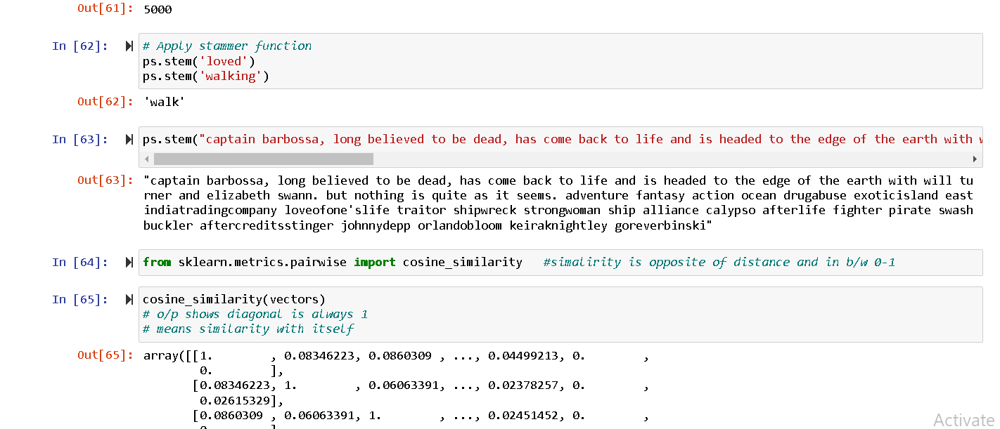 Out[61]: 5000
In [62]: # Apply stammer function
ps.stem('loved')
ps.stem('walking')
Out[62]: 'walk'
In [63]: ps.stem("captain barbossa, long believed to be dead, has come back to life and is headed to the edge of the earth with w
Out[63]: "captain barbossa, long believed to be dead, has come back to life and is headed to the edge of the earth with will tu
rner and elizabeth swann. but nothing is quite as it seems. adventure fantasy action ocean drugabuse exoticisland east
indiatradingcompany loveofone'slife traitor shipwreck strongwoman ship alliance calypso afterlife fighter pirate swash
buckler aftercreditsstinger johnnydepp orlandobloom keiraknightley goreverbinski"
In [64]: from sklearn.metrics.pairwise import cosine_similarity   #simalirity is opposite of distance and in b/w 0-1
In [65]: cosine_similarity(vectors)
# o/p shows diagonal is always 1
# means similarity with itself
Out[65]: array([[1.        , 0.08346223, 0.0860309 , ..., 0.04499213, 0.        ,
0.        ],
[0.08346223, 1.        , 0.06063391, ..., 0.02378257, 0.        ,
0.02615329],
[0.0860309 , 0.06063391, 1.        , ..., 0.02451452, 0.        ,
Activate